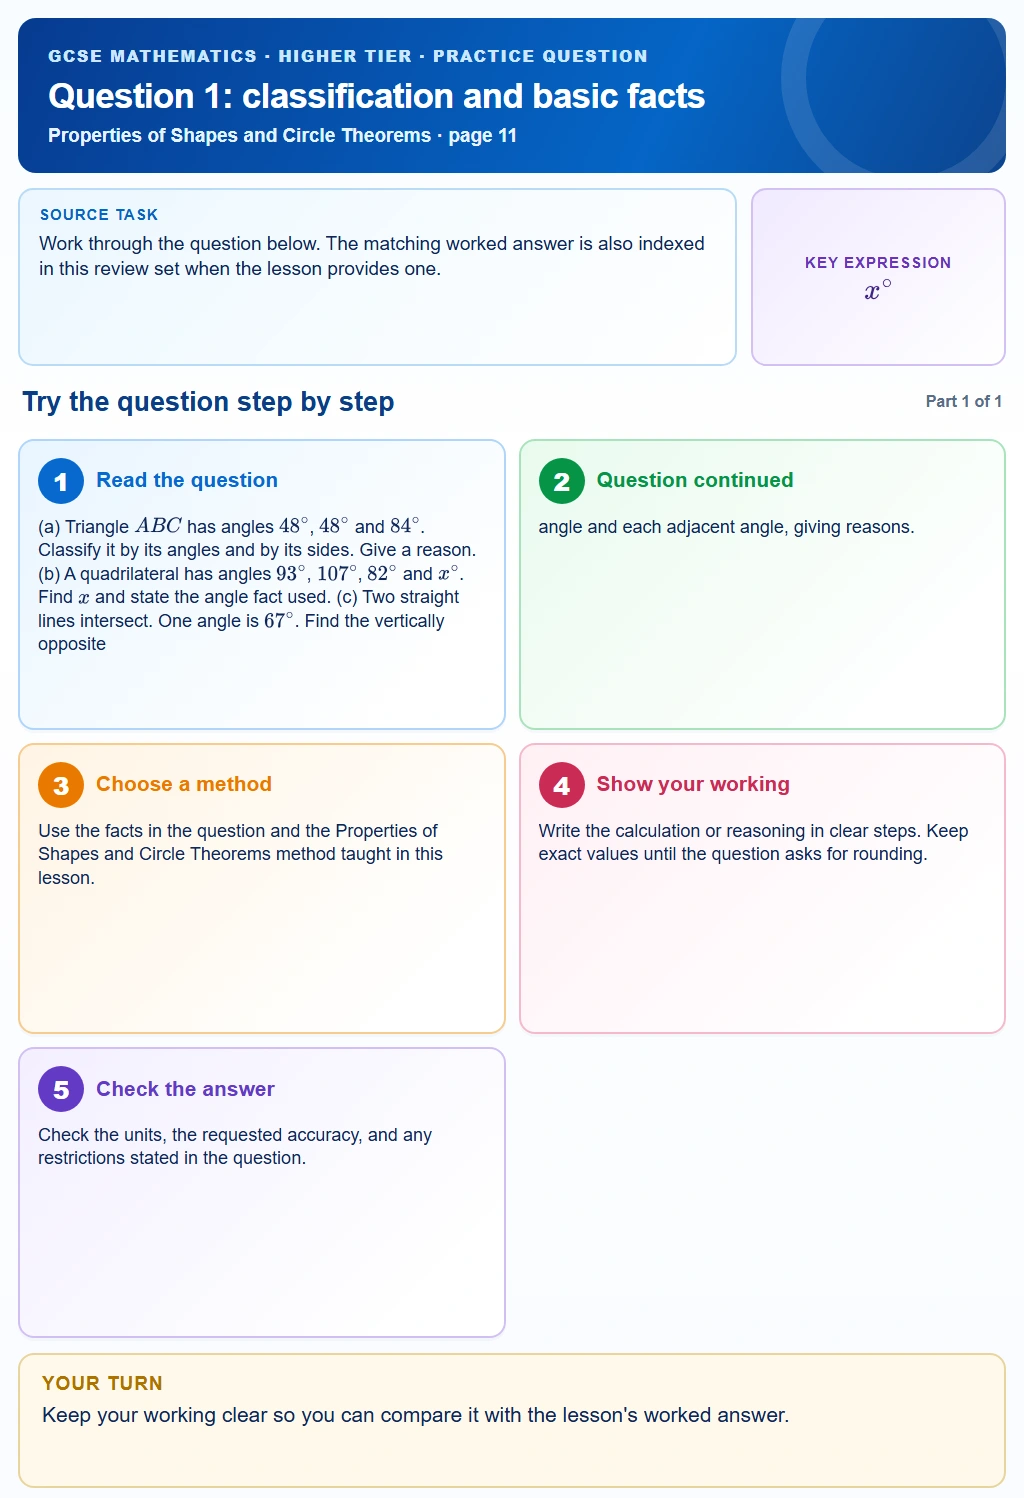 GCSE MATHEMATICS · HIGHER TIER · PRACTICE QUESTION
Question 1: classification and basic facts
Properties of Shapes and Circle Theorems · page 11
SOURCE TASK
Work through the question below. The matching worked answer is also indexed
in this review set when the lesson provides one.
KEY EXPRESSION
x°
Try the question step by step
Part 1 of 1
1 Read the question
(a) Triangle ABC has angles 48°, 48° and 84°.
Classify it by its angles and by its sides. Give a reason.
(b) A quadrilateral has angles 93°, 107°, 82° and x°.
Find x and state the angle fact used. (c) Two straight
lines intersect. One angle is 67°. Find the vertically
opposite
2 Question continued
angle and each adjacent angle, giving reasons.
3 Choose a method
Use the facts in the question and the Properties of
Shapes and Circle Theorems method taught in this
lesson.
4 Show your working
Write the calculation or reasoning in clear steps. Keep
exact values until the question asks for rounding.
5 Check the answer
Check the units, the requested accuracy, and any
restrictions stated in the question.
YOUR TURN
Keep your working clear so you can compare it with the lesson's worked answer.